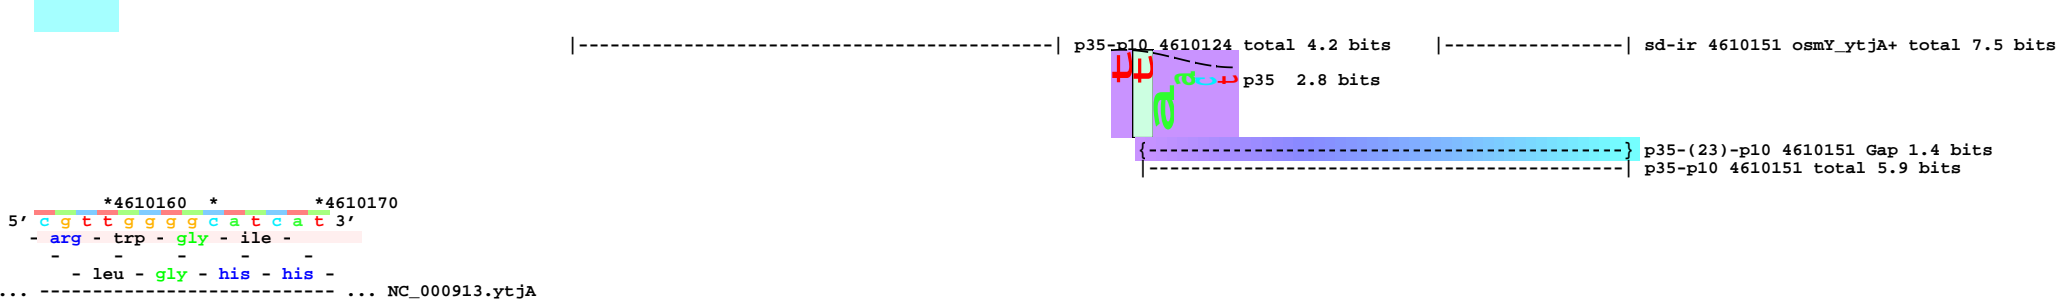 |---------------------------------------------| p35-p10 4610124 total 4.2 bits |-----------------| sd-ir 4610151 osmY_ytjA+ total 7.5 bits
t t a a c t p35 2.8 bits
{---------------------------------------------} p35-(23)-p10 4610151 Gap 1.4 bits
|---------------------------------------------| p35-p10 4610151 total 5.9 bits
*4610160 * *4610170
5’ c g t t g g g g c a t c a t 3’
- arg - trp - gly - ile -
- - - - -
- leu - gly - his - his -
... ---------------------------- ... NC_000913.ytjA